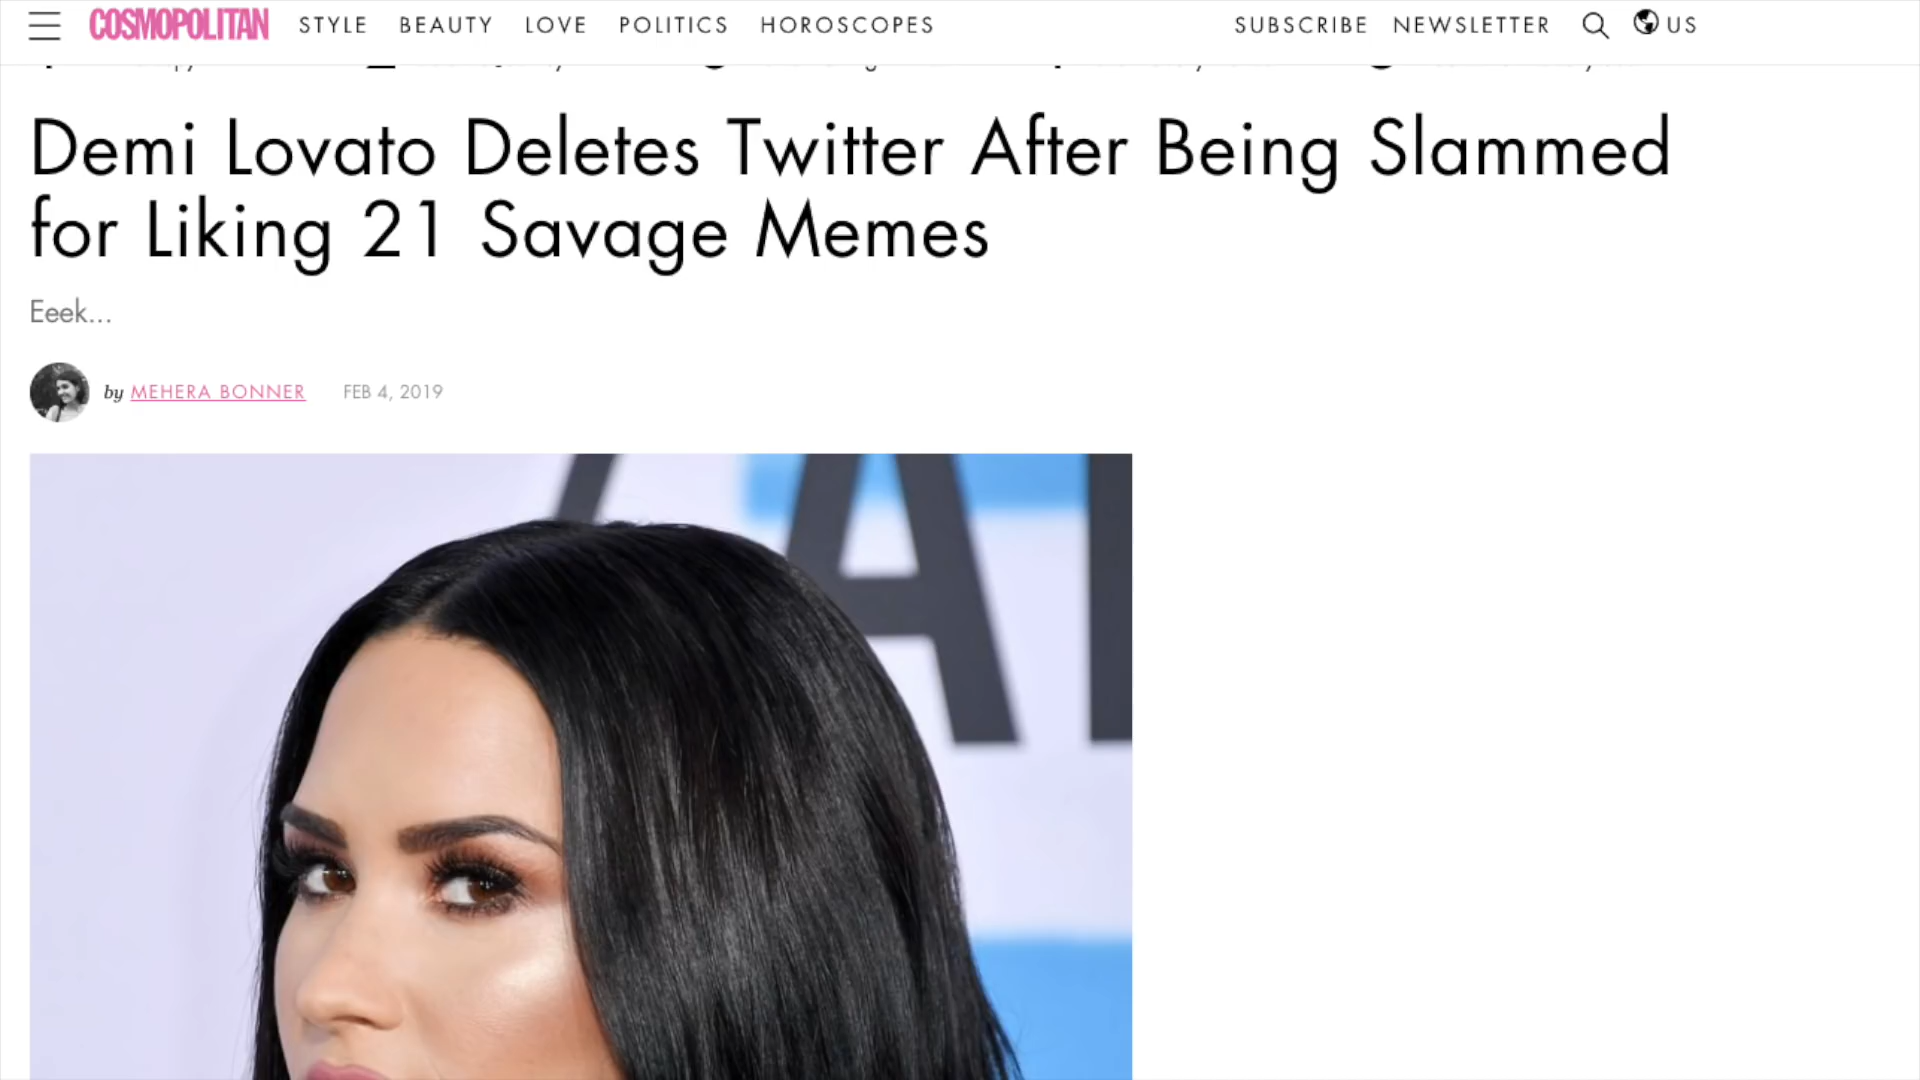 COSMOPOLITAN STYLE BEAUTY LOVE POLITICS HOROSCOPES SUBSCRIBE NEWSLETTER US
Demi Lovato Deletes Twitter After Being Slammed
for Liking 21 Savage Memes
Eeek...
by MEHERA BONNER FEB 4, 2019